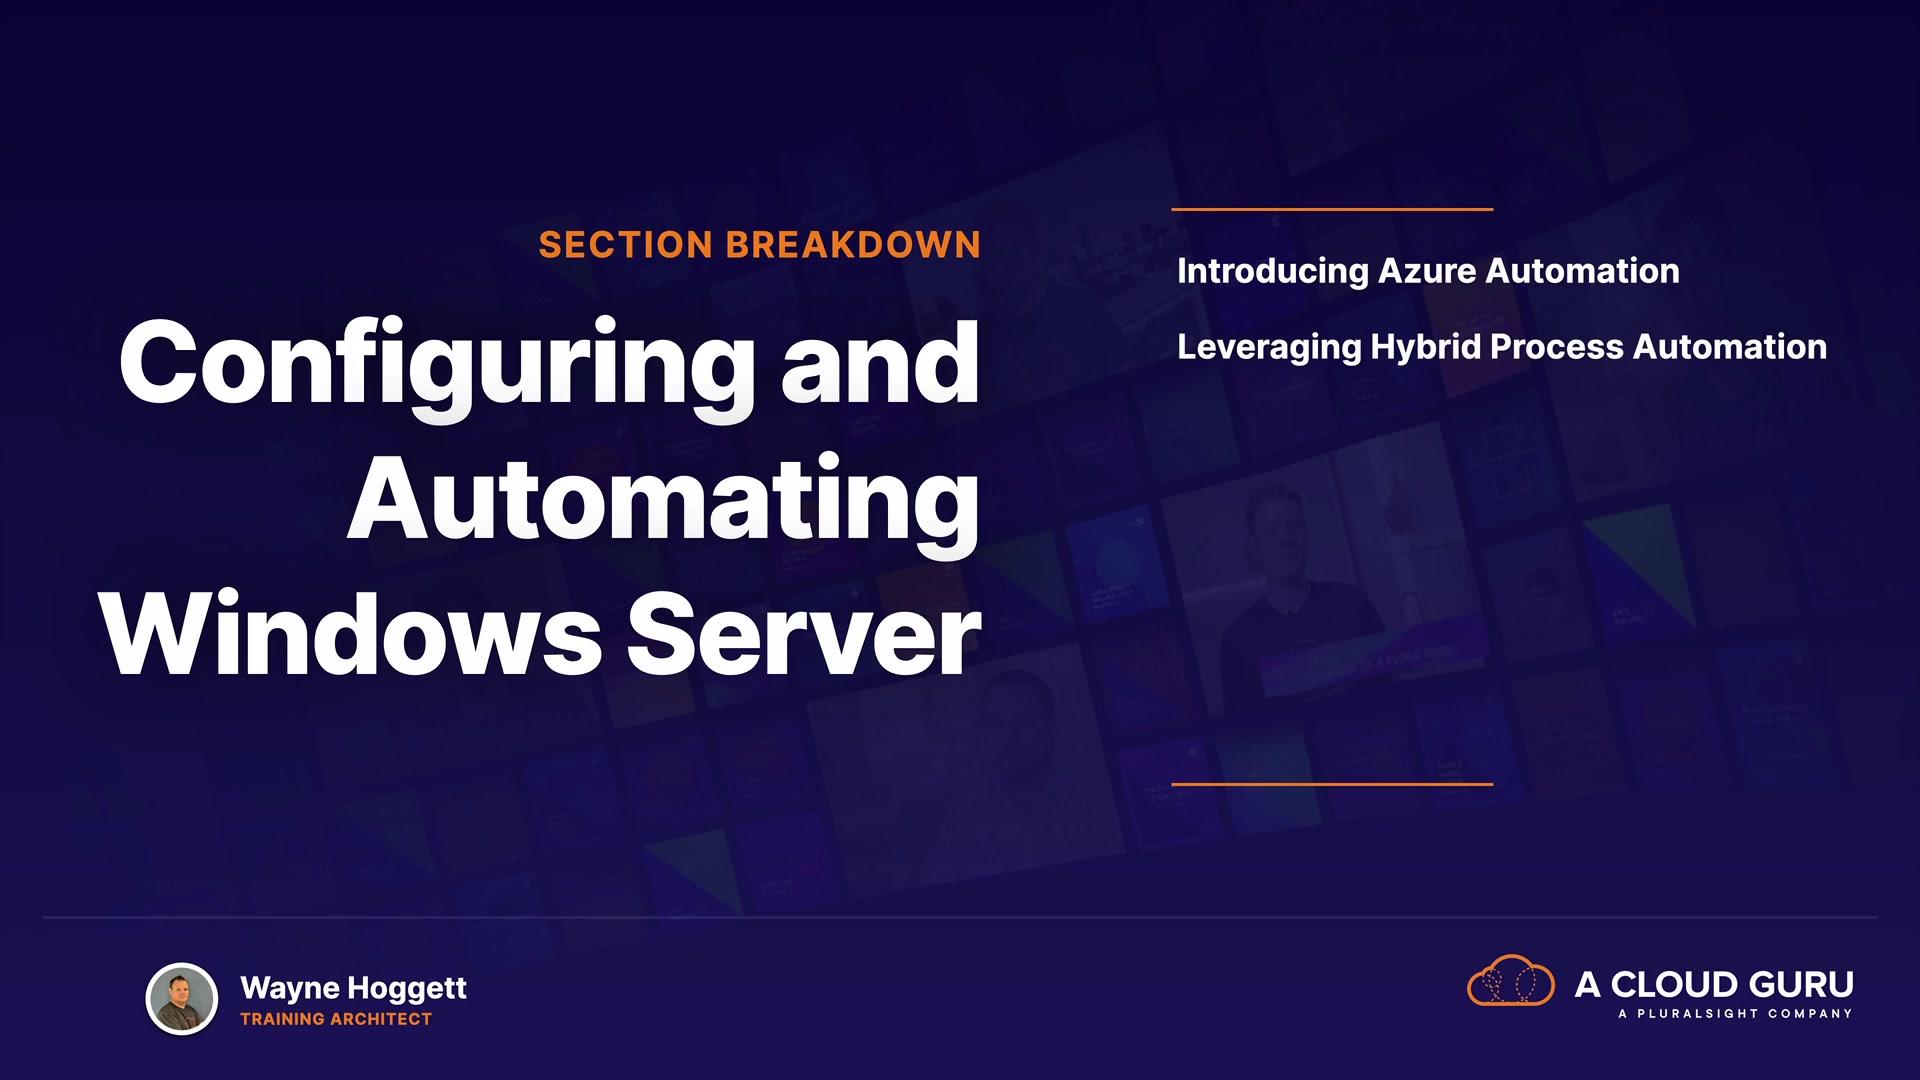 SECTION BREAKDOWN
Configuring and
Automating
Windows Server
Introducing Azure Automation
Leveraging Hybrid Process Automation
Wayne Hoggett
TRAINING ARCHITECT
A CLOUD GURU
A PLURALSIGHT COMPANY